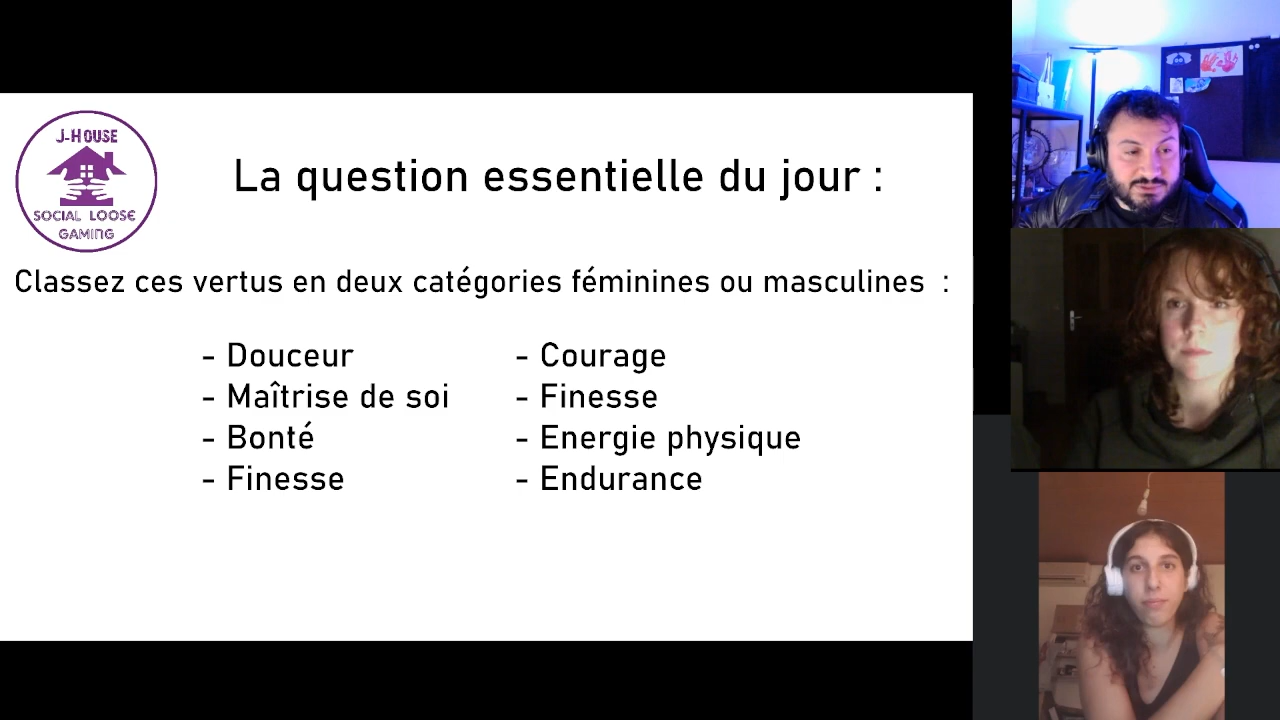 J-HOUSE
SOCIAL LOOSE
GAMING
La question essentielle du jour :
Classez ces vertus en deux catégories féminines ou masculines :
- Douceur
- Maîtrise de soi
- Bonté
- Finesse
- Courage
- Finesse
- Energie physique
- Endurance